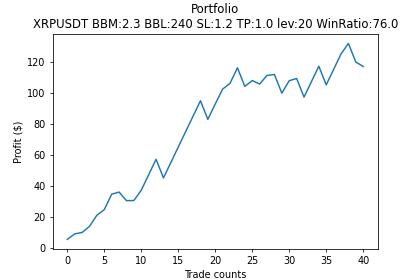 Portfolio
XRPUSDT BBM:2.3 BBL:240 SL:1.2 TP:1.0 lev:20 WinRatio:76.0
120
100
80
60
40
20
0
Profit ($)
0 5 10 15 20 25 30 35 40
Trade counts